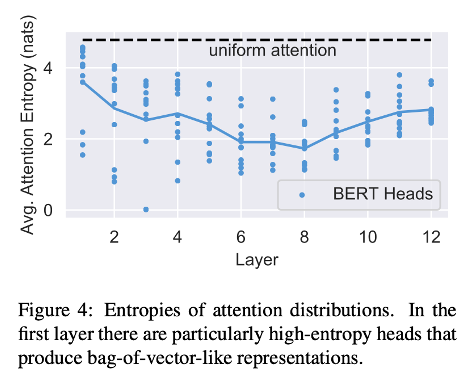 uniform attention
Avg. Attention Entropy (nats)
4
2
0
BERT Heads
2 4 6 8 10 12
Layer
Figure 4: Entropies of attention distributions. In the
first layer there are particularly high-entropy heads that
produce bag-of-vector-like representations.